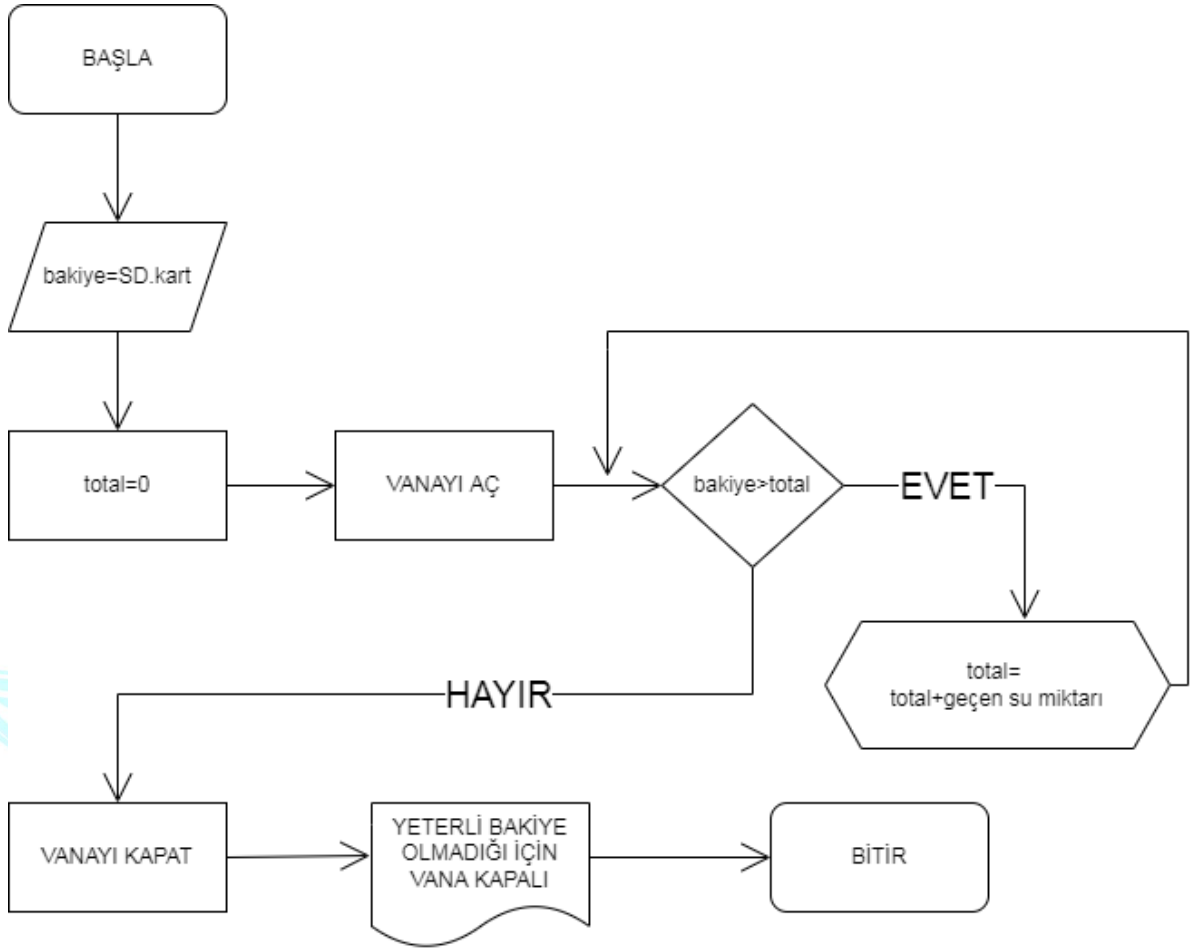 BAŞLA
bakiye=SD.kart
total=0
VANAYI AÇ
bakiye>total
EVET
total=
total+geçen su miktarı
HAYIR
VANAYI KAPAT
YETERLİ BAKİYE
OLMADIĞI İÇİN
VANA KAPALI
BİTİR